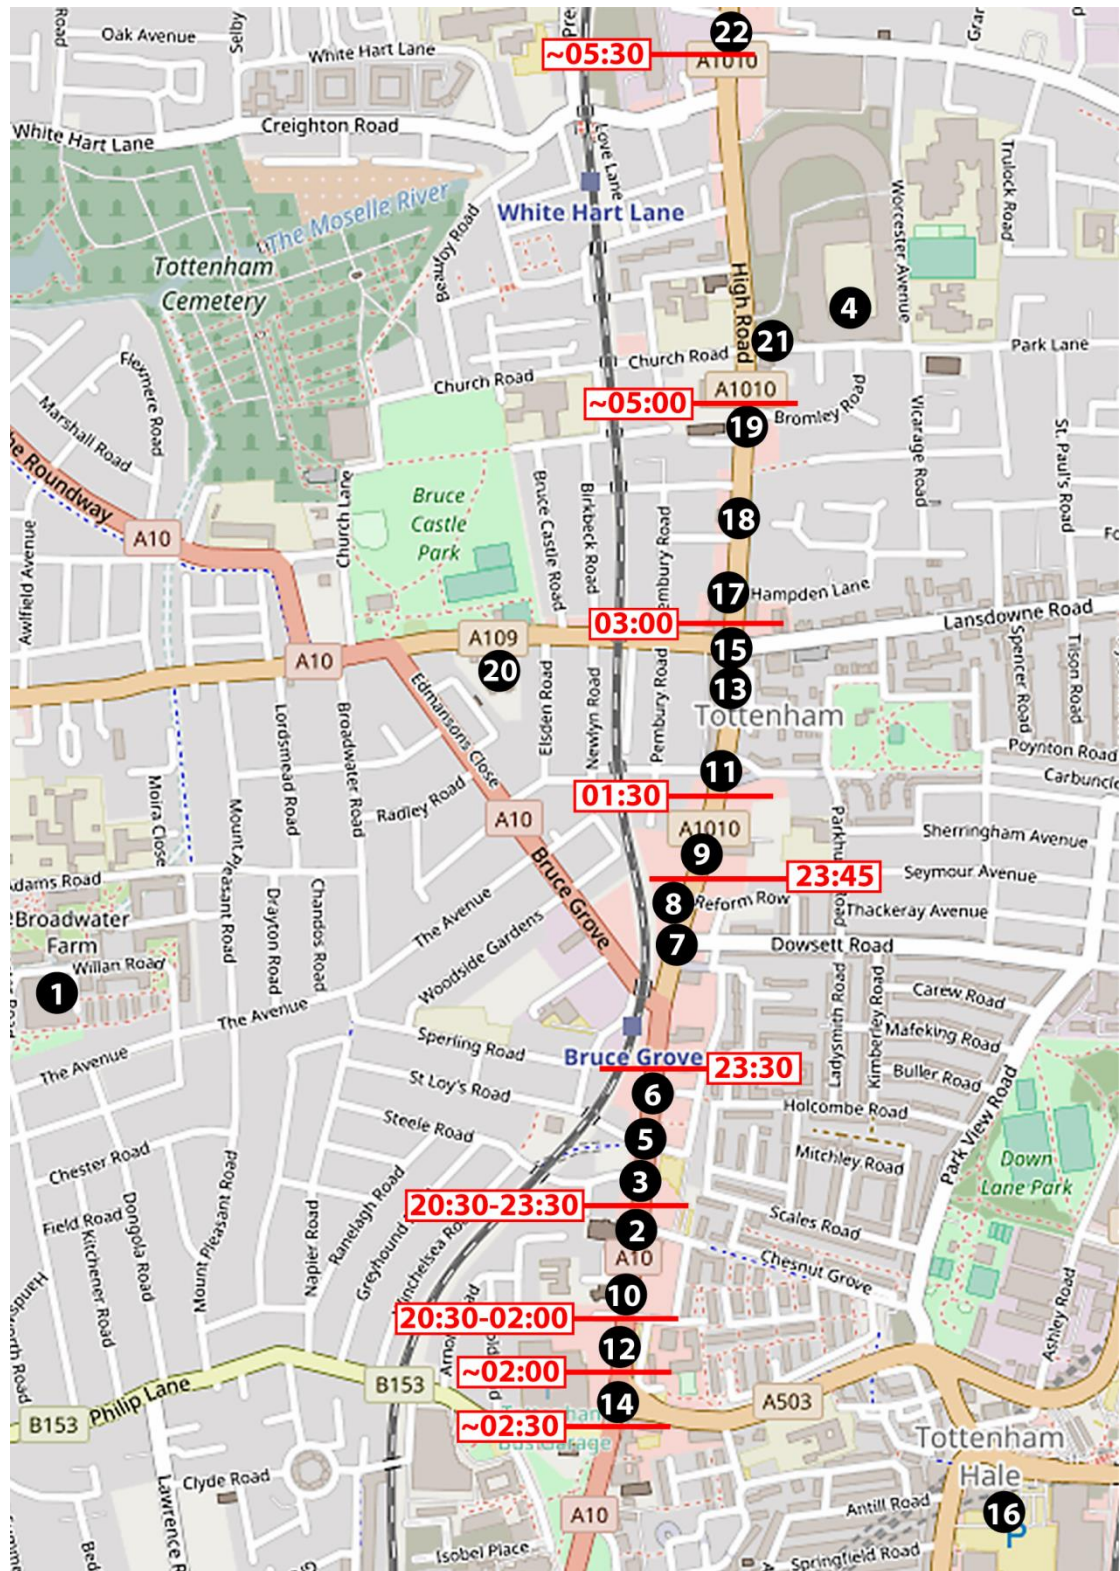 Road
Oak Avenue
Selby
White Hart Lane
Pre
22
~05:30
A1010
Creighton Road
White Hart Lane
Love Lane
Trulock Road
Worcester Avenue
The Moselle River
White Hart Lane
Beaufoy Road
Tottenham
Cemetery
High Road
4
21
Church Road
Park Lane
Flexmere Road
Church Road
A1010
~05:00
19
Bromley Road
Marshall Road
Vicarage Road
St. Paul's Road
he Roundway
Bruce
Castle
Park
Church Lane
Bruce Castle Road
Birkbeck Road
Pembury Road
18
A10
Awlfield Avenue
17
Hampden Lane
03:00
Lansdowne Road
A109
15
A10
20
13
Spencer Road
Tilson Road
Tottenham
Edmansons Close
Elsden Road
Newlyn Road
Pembury Road
Lordsmead Road
Broadwater Road
Poynton Road
11
Carbuncle
Moira Close
Mount Pleasant Road
Radley Road
01:30
A10
A1010
Sherringham Avenue
9
Bruce Grove
23:45
Seymour Avenue
Adams Road
Drayton Road
Chandos Road
The Avenue
8
Reform Row
Thackeray Avenue
Broadwater
Farm
Woodside Gardens
7
Dowsett Road
Willan Road
1
The Avenue
Ladysmith Road
Kimberley Road
Carew Road
Mafeking Road
Sperling Road
Bruce Grove
23:30
The Avenue
St Loy's Road
6
Buller Road
Park View Road
Holcombe Road
Steele Road
5
Chester Road
Mitchley Road
Down
Lane Park
3
20:30-23:30
Field Road
Kitchener Road
Dongola Road
Mount Pleasant Road
Napier Road
Ranelagh Road
Greyhound
2
Scales Road
A10
Chesnut Grove
10
20:30-02:00
Ashley Road
12
~02:00
B153
A503
Philip Lane
B153
14
~02:30
Bus Garage
Tottenham
Hale
Clyde Road
16
P
Lawrence R
A10
Antill Road
Isobel Place
Springfield Road